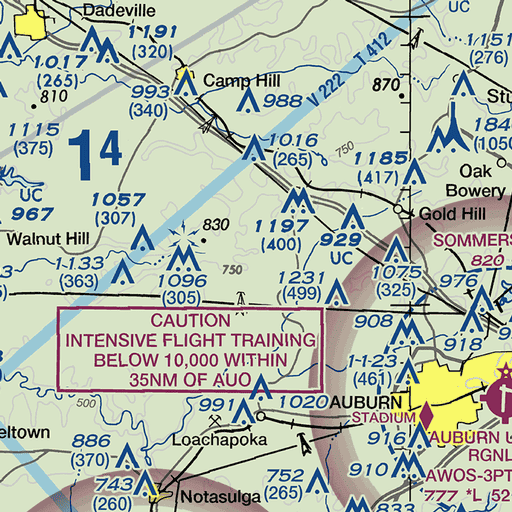 Dadeville
UC
1191
(320)
1017
(265)
T 412
V 222
1151
(276)
Camp Hill
993
(340)
988
870
810
1115
(375)
14
1016
(265)
750
1185
(417)
Oak
Bowery
UC
967
1057
(307)
1197
(400)
929
UC
Gold Hill
830
Walnut Hill
1133
(363)
1096
(305)
750
1231
(499)
1075
(325)
820
976
CAUTION
INTENSIVE FLIGHT TRAINING
BELOW 10,000 WITHIN
35NM OF AUO
908
918
1123
(461)
500
991
1020
AUBURN
STADIUM
Loachapoka
916
AUBURN U
RGNL
886
(370)
743
(260)
Notasulga
752
(265)
910
AWOS-3PT
777 *L
833